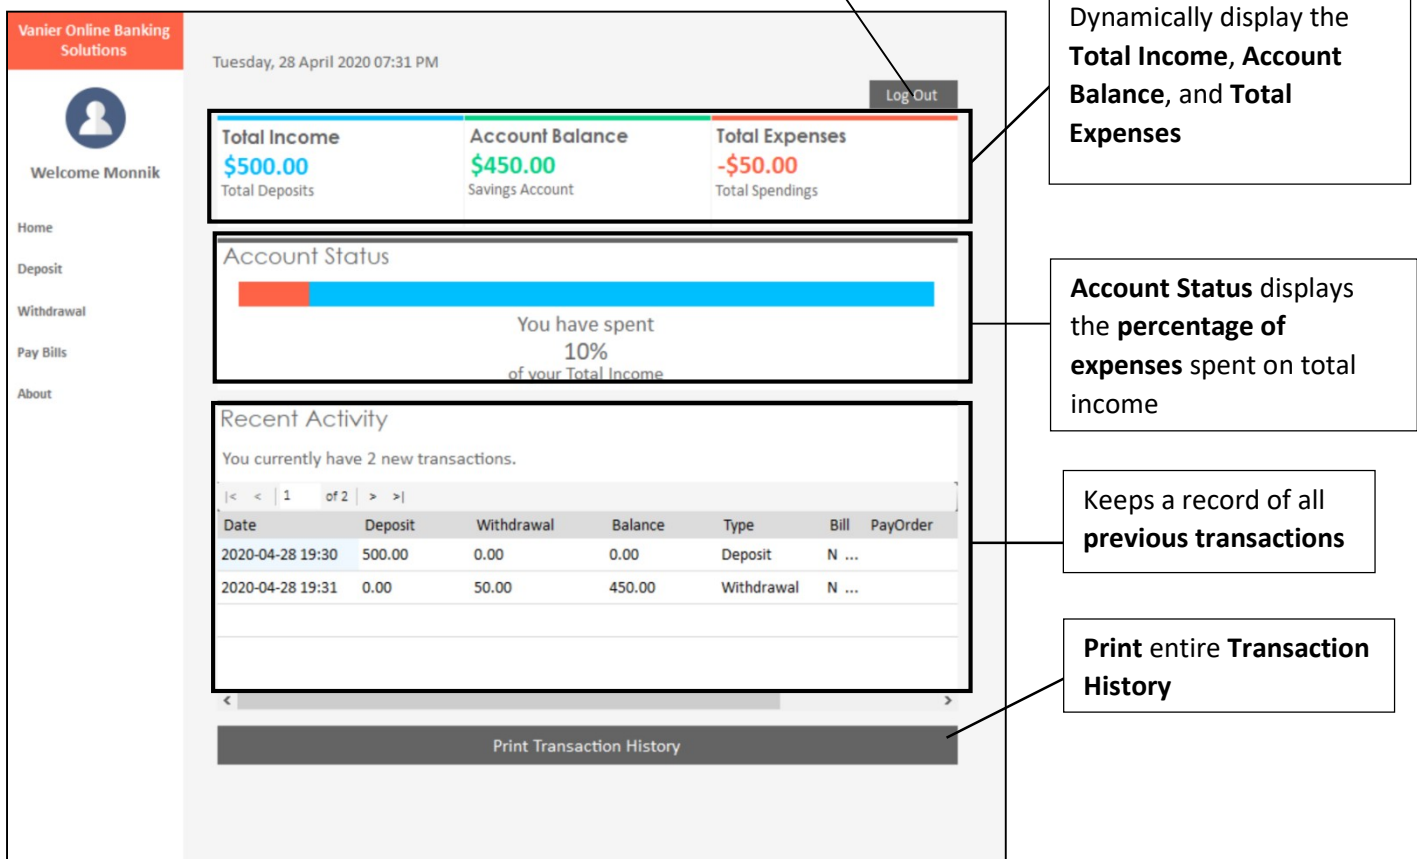 Vanier Online Banking
Solutions
Welcome Monnik
Home
Deposit
Withdrawal
Pay Bills
About
Tuesday, 28 April 2020 07:31 PM
Log Out
Total Income
$500.00
Total Deposits
Account Balance
$450.00
Savings Account
Total Expenses
-$50.00
Total Spendings
Account Status
You have spent
10%
of your Total Income
Recent Activity
You currently have 2 new transactions.
|< < 1 of 2 > >|
Date Deposit Withdrawal Balance Type Bill PayOrder
2020-04-28 19:30 500.00 0.00 0.00 Deposit N ...
2020-04-28 19:31 0.00 50.00 450.00 Withdrawal N ...
< >
Print Transaction History
Dynamically display the
Total Income, Account
Balance, and Total
Expenses
Account Status displays
the percentage of
expenses spent on total
income
Keeps a record of all
previous transactions
Print entire Transaction
History